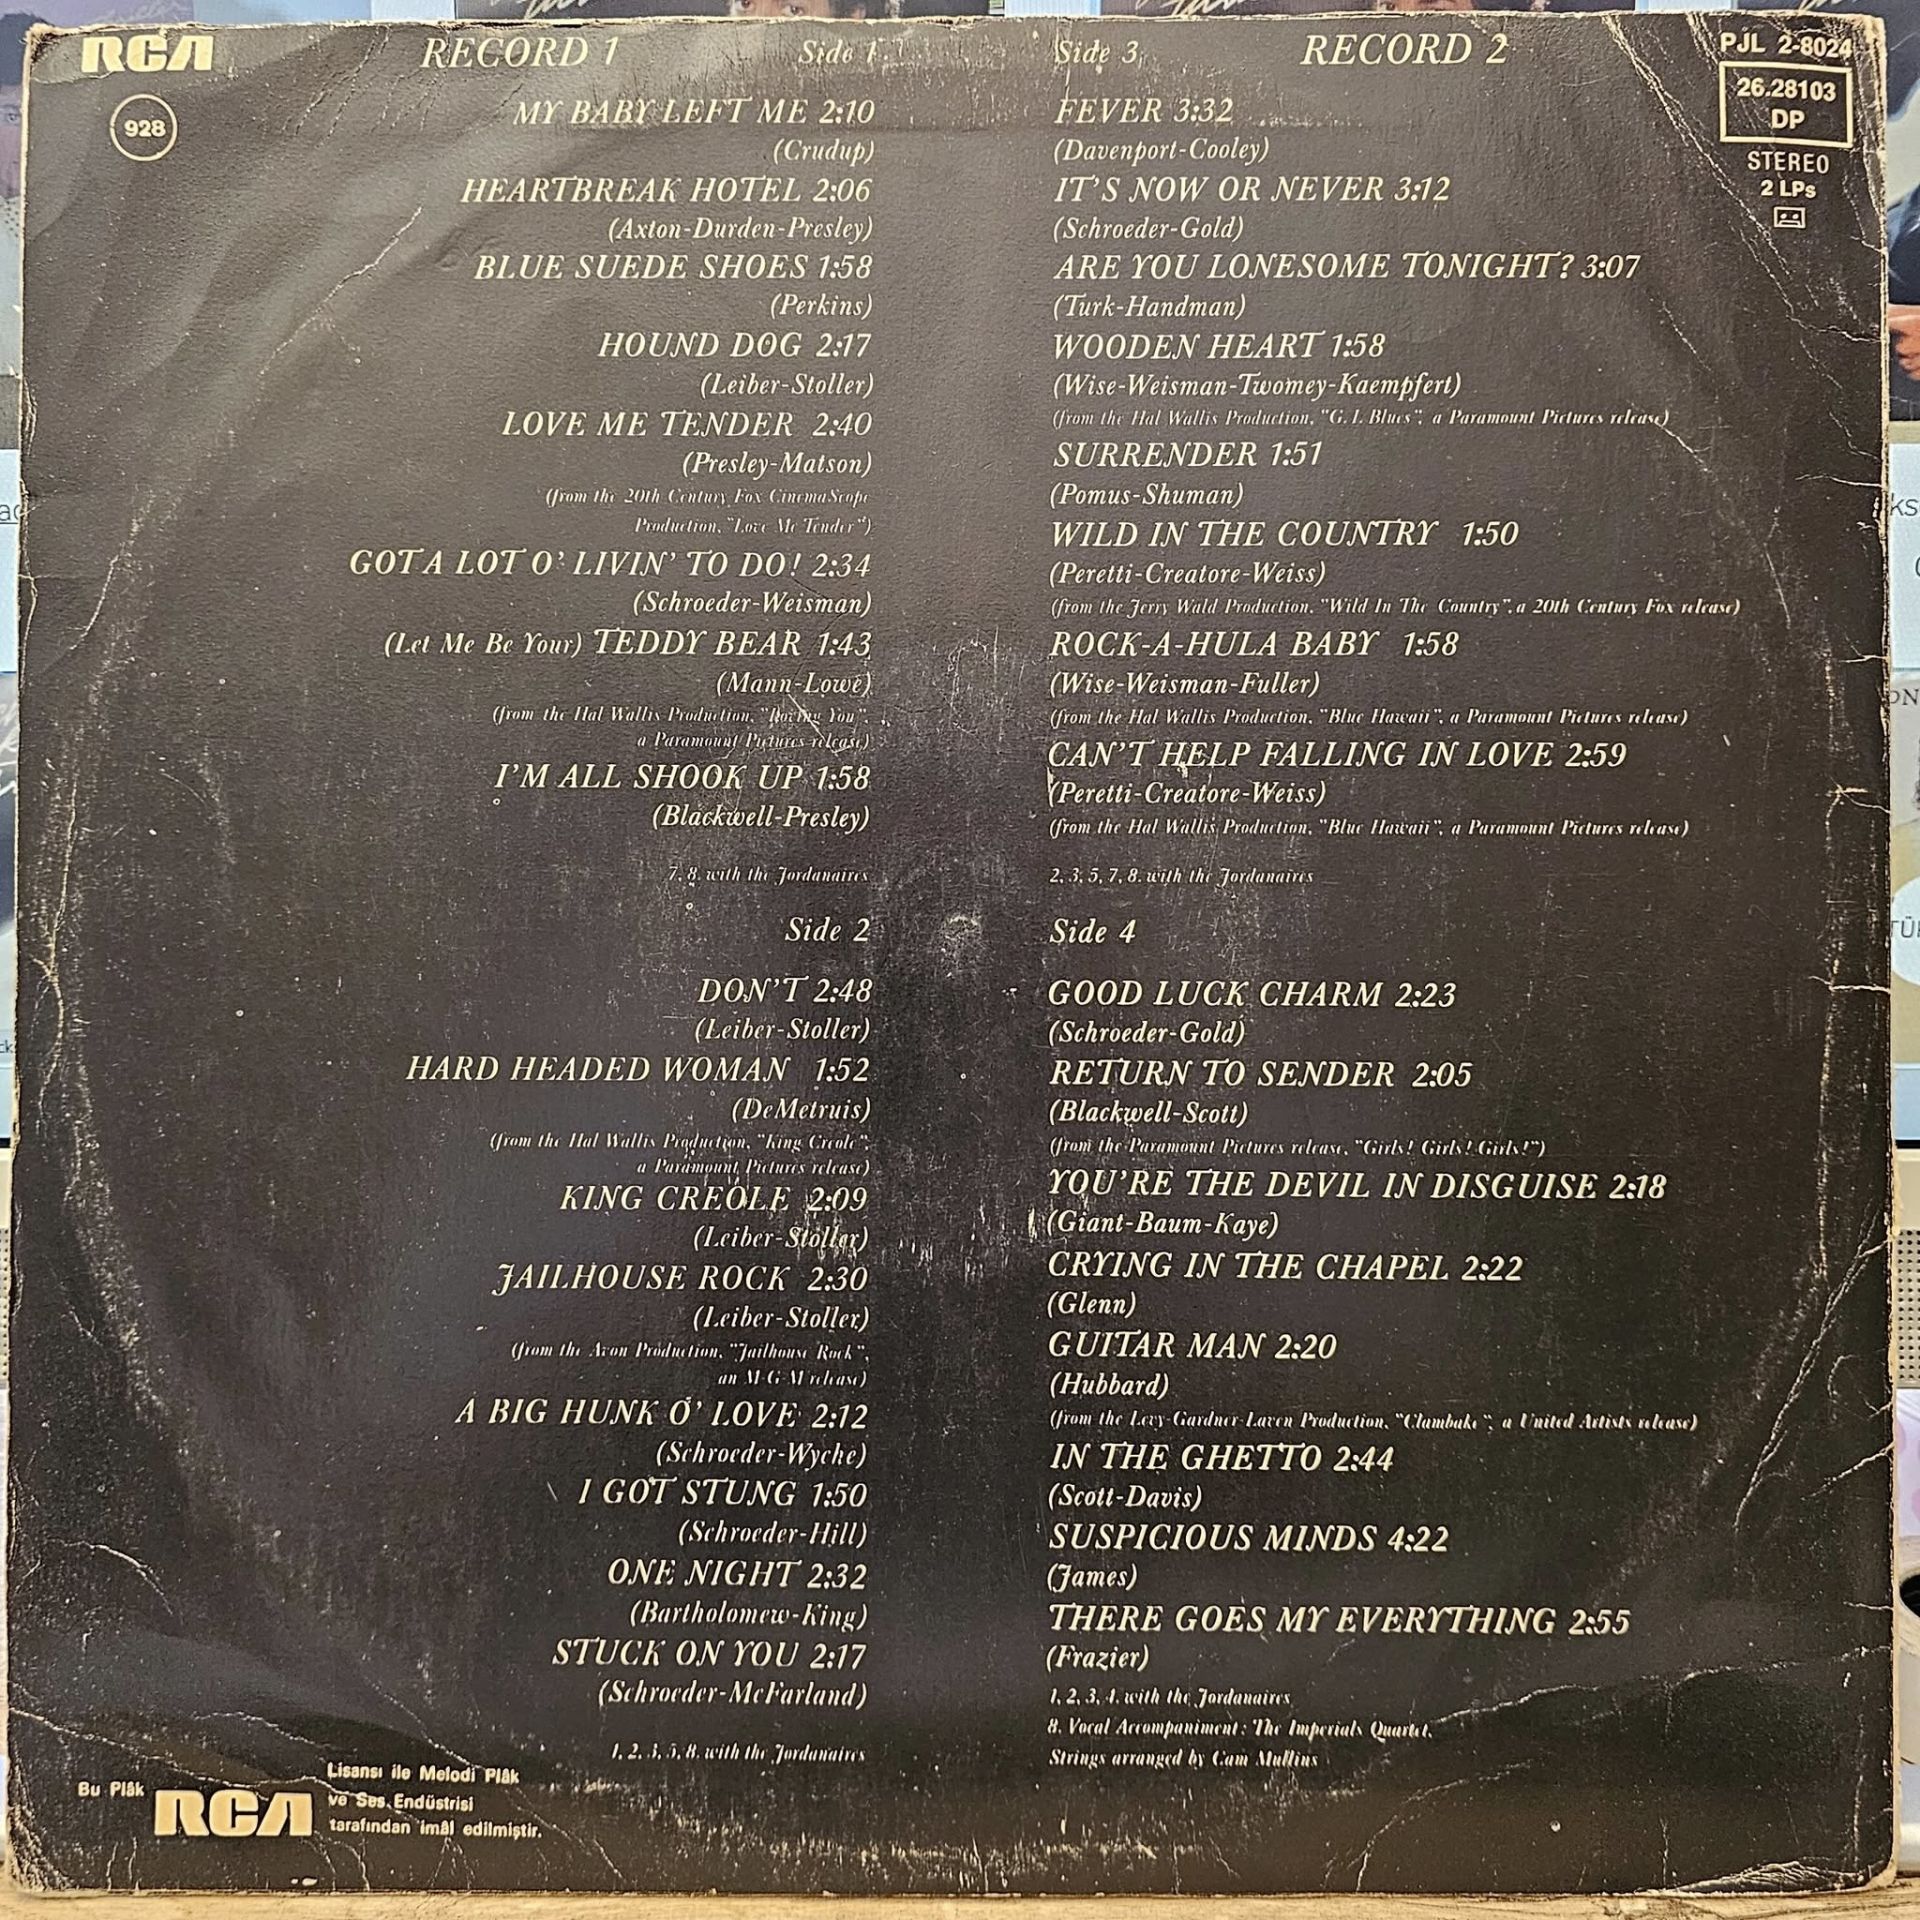 RCA
928
RECORD 1
Side 1
MY BABY LEFT ME 2:10
(Crudup)
HEARTBREAK HOTEL 2:06
(Axton-Durden-Presley)
BLUE SUEDE SHOES 1:58
(Perkins)
HOUND DOG 2:17
(Leiber-Stoller)
LOVE ME TENDER 2:40
(Presley-Matson)
(from the 20th Century Fox CinemaScope
Production, "Love Me Tender")
GOT A LOT O' LIVIN' TO DO! 2:34
(Schroeder-Weisman)
(Let Me Be Your) TEDDY BEAR 1:43
(Mann-Lowe)
(from the Hal Wallis Production, "Loving You",
a Paramount Pictures release)
I'M ALL SHOOK UP 1:58
(Blackwell-Presley)
7, 8. with the Jordanaires
Side 2
DON'T 2:48
(Leiber-Stoller)
HARD HEADED WOMAN 1:52
(DeMetruis)
(from the Hal Wallis Production, "King Creole",
a Paramount Pictures release)
KING CREOLE 2:09
(Leiber-Stoller)
JAILHOUSE ROCK 2:30
(Leiber-Stoller)
(from the Avon Production, "Jailhouse Rock",
an M-G-M release)
A BIG HUNK O' LOVE 2:12
(Schroeder-Wyche)
I GOT STUNG 1:50
(Schroeder-Hill)
ONE NIGHT 2:32
(Bartholomew-King)
STUCK ON YOU 2:17
(Schroeder-McFarland)
1, 2, 3, 5, 8. with the Jordanaires
Side 3
RECORD 2
FEVER 3:32
(Davenport-Cooley)
IT'S NOW OR NEVER 3:12
(Schroeder-Gold)
ARE YOU LONESOME TONIGHT? 3:07
(Turk-Handman)
WOODEN HEART 1:58
(Wise-Weisman-Twomey-Kaempfert)
(from the Hal Wallis Production, "G. I. Blues", a Paramount Pictures release)
SURRENDER 1:51
(Pomus-Shuman)
WILD IN THE COUNTRY 1:50
(Peretti-Creatore-Weiss)
(from the Jerry Wald Production, "Wild In The Country", a 20th Century Fox release)
ROCK-A-HULA BABY 1:58
(Wise-Weisman-Fuller)
(from the Hal Wallis Production, "Blue Hawaii", a Paramount Pictures release)
CAN'T HELP FALLING IN LOVE 2:59
(Peretti-Creatore-Weiss)
(from the Hal Wallis Production, "Blue Hawaii", a Paramount Pictures release)
2, 3, 5, 7, 8. with the Jordanaires
Side 4
GOOD LUCK CHARM 2:23
(Schroeder-Gold)
RETURN TO SENDER 2:05
(Blackwell-Scott)
(from the Paramount Pictures release, "Girls! Girls! Girls!")
YOU'RE THE DEVIL IN DISGUISE 2:18
(Giant-Baum-Kaye)
CRYING IN THE CHAPEL 2:22
(Glenn)
GUITAR MAN 2:20
(Hubbard)
(from the Levy-Gardner-Laven Production, "Clambake", a United Artists release)
IN THE GHETTO 2:44
(Scott-Davis)
SUSPICIOUS MINDS 4:22
(James)
THERE GOES MY EVERYTHING 2:55
(Frazier)
1, 2, 3, 4. with the Jordanaires
8. Vocal Accompaniment: The Imperials Quartet,
Strings arranged by Cam Mullins
PJL 2-8024
26.28103
DP
STEREO
2 LPs
Bu Plâk
RCA
Lisansı ile Melodi Plâk
ve Ses Endüstrisi
tarafından imâl edilmiştir.